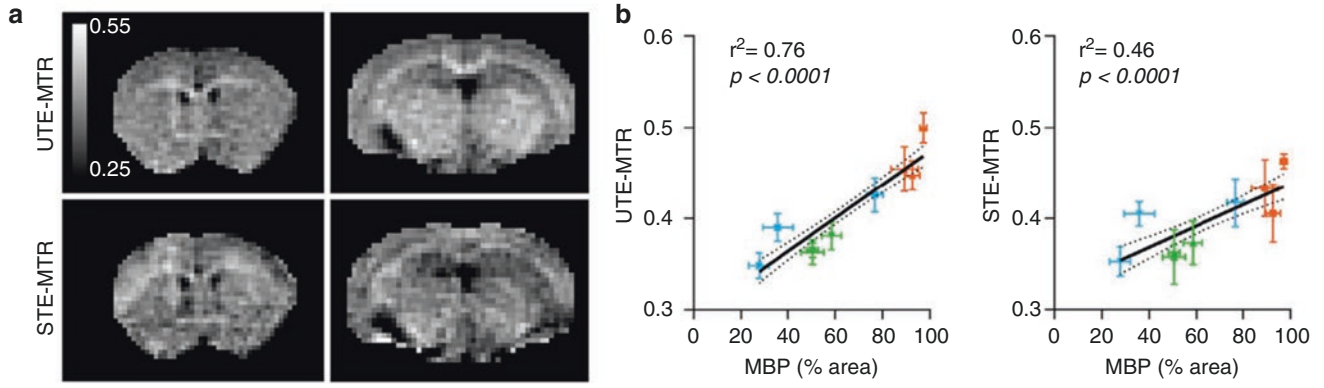 a
0.55
UTE-MTR
0.25
STE-MTR
b
0.6
r²= 0.76
p < 0.0001
0.5
UTE-MTR
0.4
0.3
0 20 40 60 80 100
MBP (% area)
0.6
r²= 0.46
p < 0.0001
0.5
STE-MTR
0.4
0.3
0 20 40 60 80 100
MBP (% area)